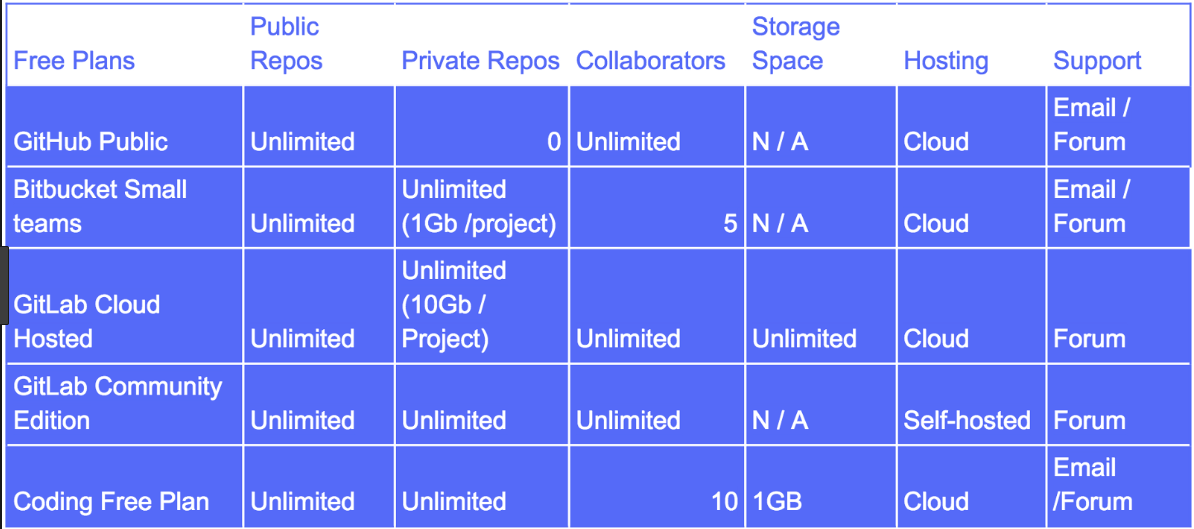 Free Plans Public Repos Private Repos Collaborators Storage Space Hosting Support
GitHub Public Unlimited 0 Unlimited N / A Cloud Email / Forum
Bitbucket Small teams Unlimited Unlimited (1Gb /project) 5 N / A Cloud Email / Forum
GitLab Cloud Hosted Unlimited Unlimited (10Gb / Project) Unlimited Unlimited Cloud Forum
GitLab Community Edition Unlimited Unlimited Unlimited N / A Self-hosted Forum
Coding Free Plan Unlimited Unlimited 10 1GB Cloud Email /Forum